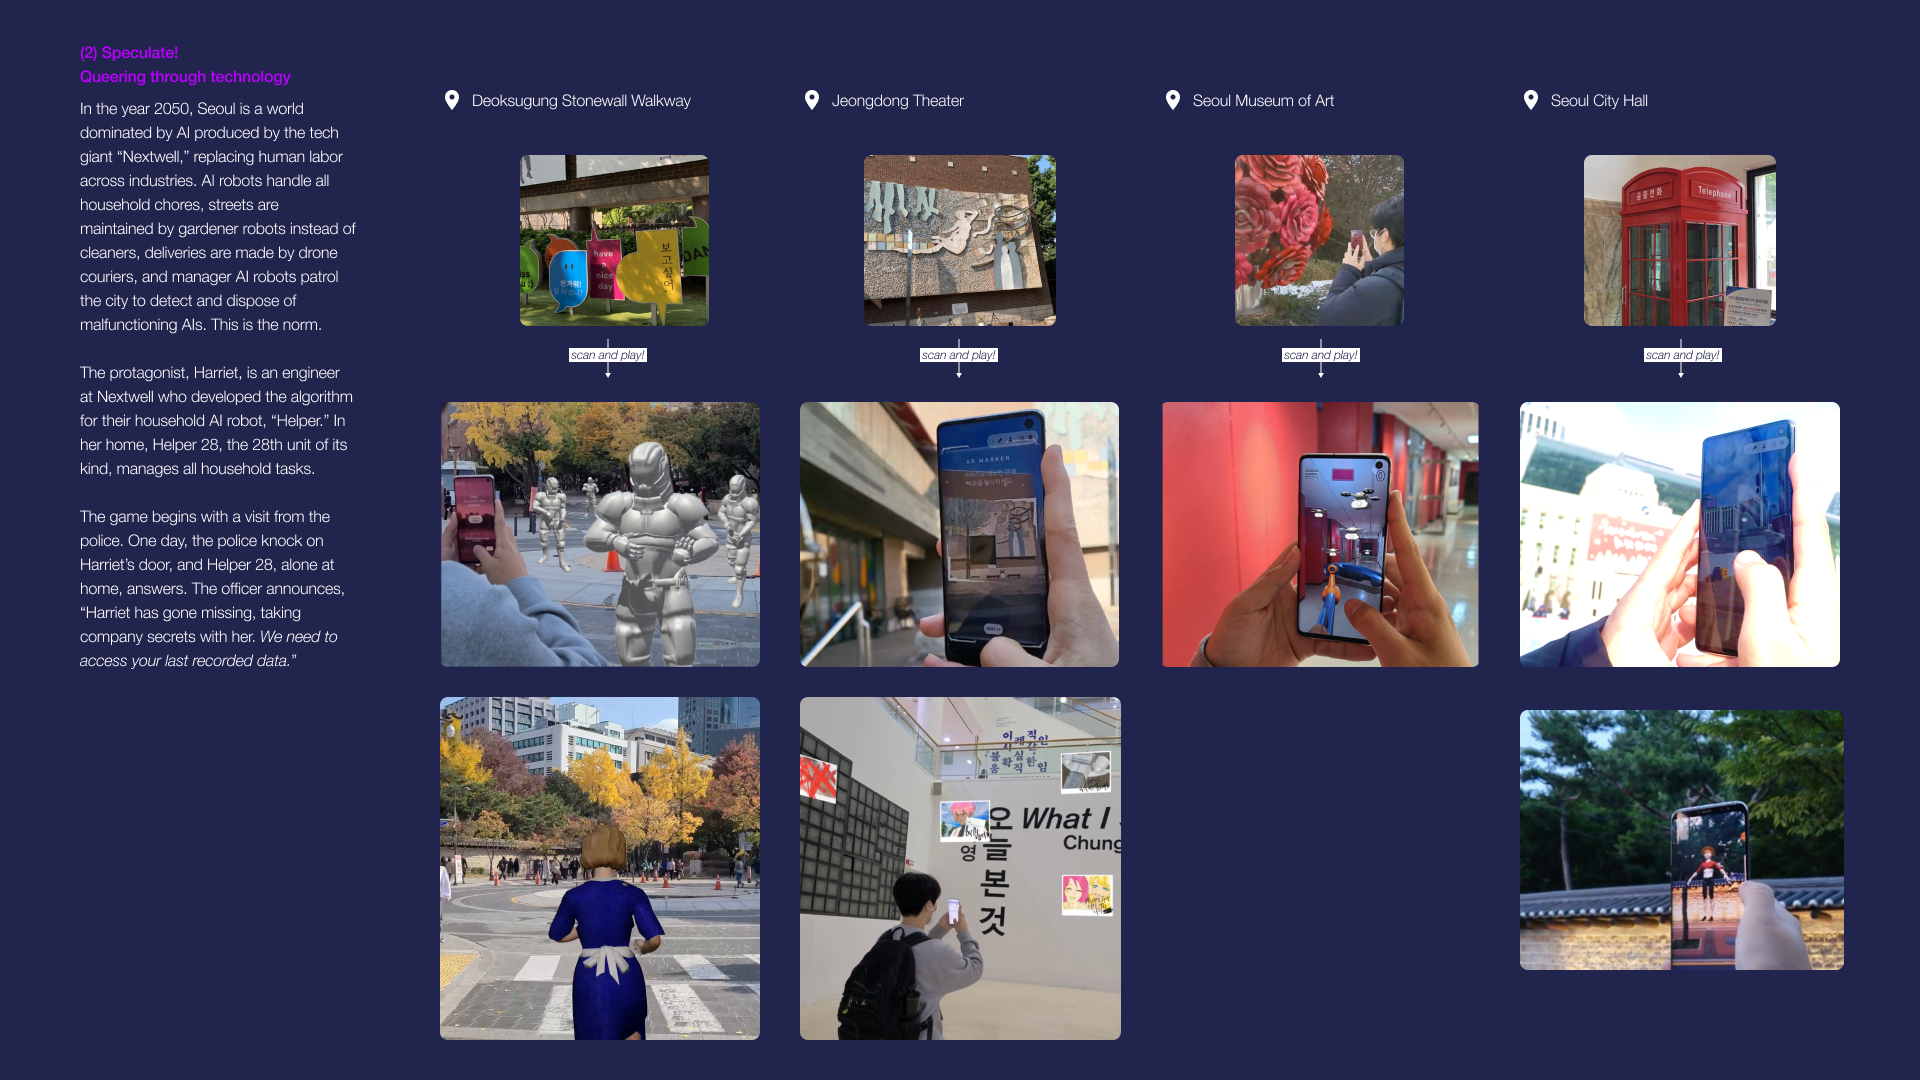 (2) Speculate!
Queering through technology
In the year 2050, Seoul is a world
dominated by AI produced by the tech
giant “Nextwell,” replacing human labor
across industries. AI robots handle all
household chores, streets are
maintained by gardener robots instead of
cleaners, deliveries are made by drone
couriers, and manager AI robots patrol
the city to detect and dispose of
malfunctioning AIs. This is the norm.
The protagonist, Harriet, is an engineer
at Nextwell who developed the algorithm
for their household AI robot, “Helper.” In
her home, Helper 28, the 28th unit of its
kind, manages all household tasks.
The game begins with a visit from the
police. One day, the police knock on
Harriet’s door, and Helper 28, alone at
home, answers. The officer announces,
“Harriet has gone missing, taking
company secrets with her. We need to
access your last recorded data.”
Deoksugung Stonewall Walkway
have
nice
day
보고싶어
DAN
반가워!
scan and play!
Jeongdong Theater
scan and play!
AR MARKER
Seoul Museum of Art
scan and play!
Seoul City Hall
공중전화
Telephone
scan and play!
이래적인
불확실한
오늘본것
영
What I
Chung